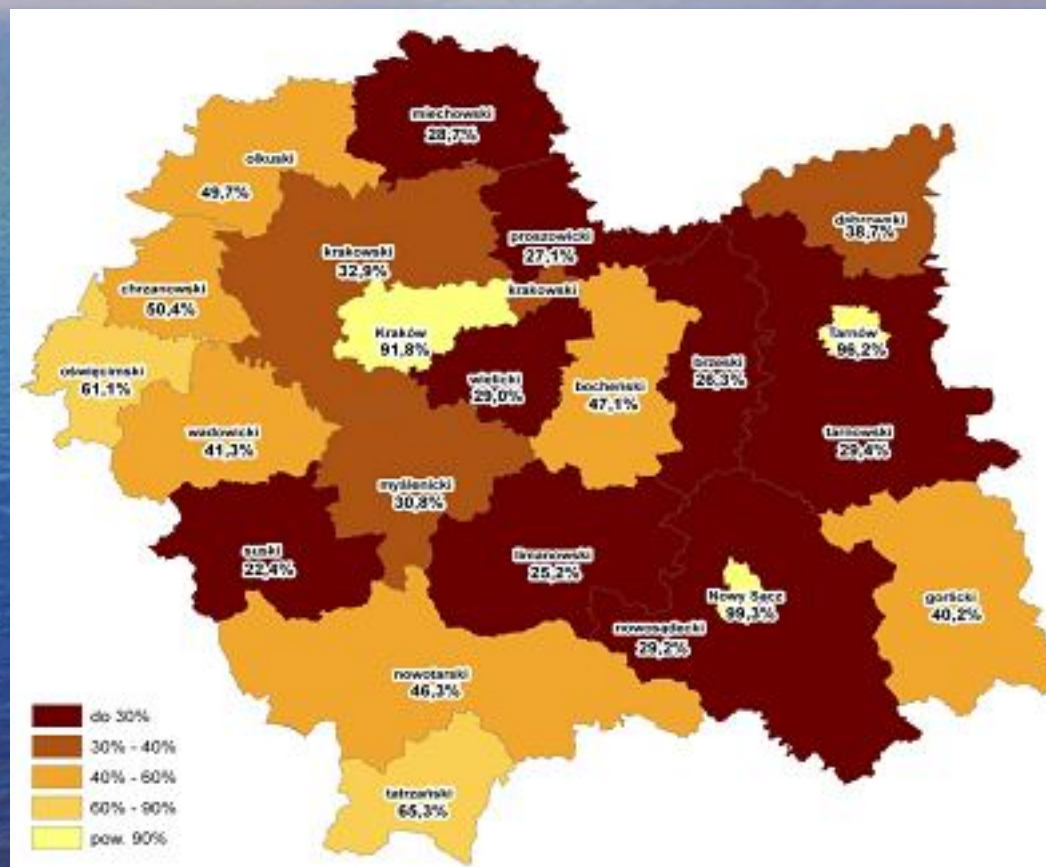 miechowski
28,7%
olkuski
49,7%
dąbrowski
38,7%
proszowicki
27,1%
krakowski
32,9%
chrzanowski
50,4%
krakowski
Kraków
91,8%
Tarnów
96,2%
oświęcimski
61,1%
wielicki
29,0%
bocheński
47,1%
brzeski
26,3%
wadowicki
41,3%
tarnowski
29,4%
myślenicki
30,8%
suski
22,4%
limanowski
25,2%
Nowy Sącz
99,3%
gorlicki
40,2%
nowosądecki
29,2%
nowotarski
46,3%
tatrzański
65,3%
do 30%
30% - 40%
40% - 60%
60% - 90%
pow. 90%